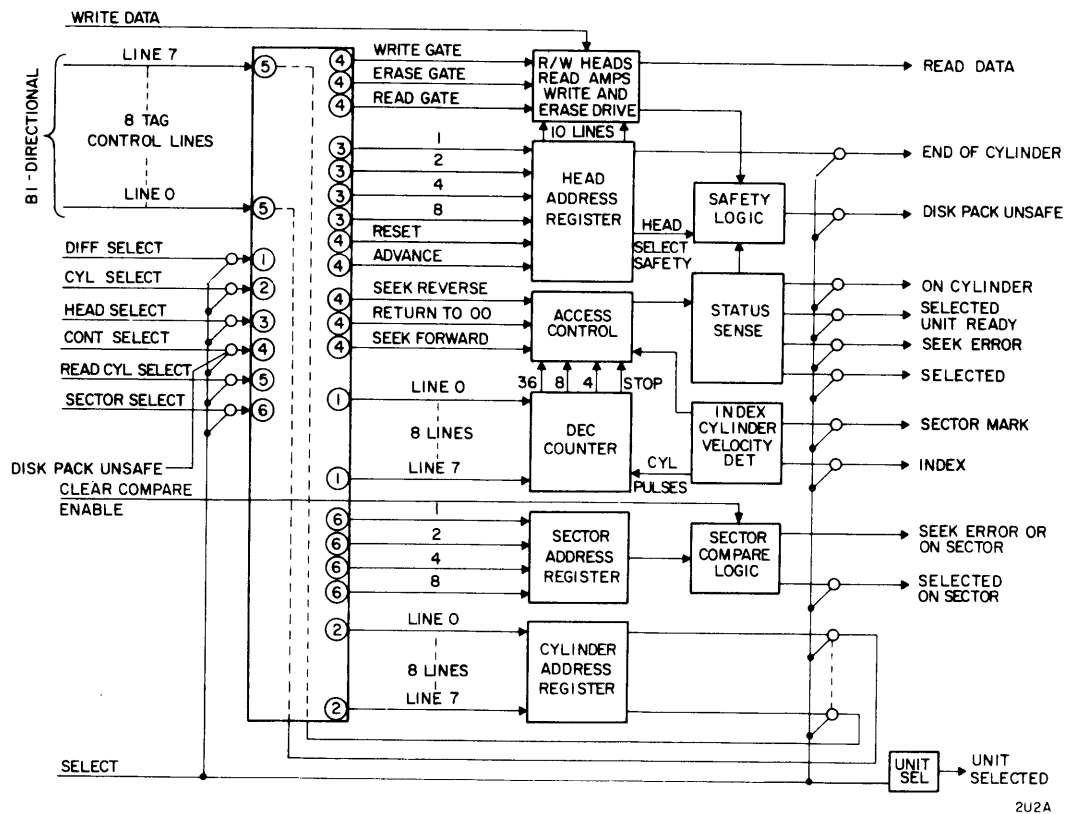 WRITE DATA
BI-DIRECTIONAL
LINE 7
8 TAG
CONTROL LINES
LINE 0
5
5
DIFF SELECT
1
CYL SELECT
2
HEAD SELECT
3
CONT SELECT
4
READ CYL SELECT
5
SECTOR SELECT
6
DISK PACK UNSAFE
CLEAR COMPARE
ENABLE
SELECT
4
WRITE GATE
4
ERASE GATE
4
READ GATE
3
1
3
2
3
4
3
8
4
RESET
4
ADVANCE
4
SEEK REVERSE
4
RETURN TO 00
4
SEEK FORWARD
1
LINE 0
8 LINES
1
LINE 7
6
1
6
2
6
4
6
8
2
LINE 0
8 LINES
2
LINE 7
R/W HEADS
READ AMPS
WRITE AND
ERASE DRIVE
10 LINES
HEAD
ADDRESS
REGISTER
HEAD
SELECT
SAFETY
ACCESS
CONTROL
36 8 4 STOP
DEC
COUNTER
CYL
PULSES
SECTOR
ADDRESS
REGISTER
CYLINDER
ADDRESS
REGISTER
SAFETY
LOGIC
STATUS
SENSE
INDEX
CYLINDER
VELOCITY
DET
SECTOR
COMPARE
LOGIC
READ DATA
END OF CYLINDER
DISK PACK UNSAFE
ON CYLINDER
SELECTED
UNIT READY
SEEK ERROR
SELECTED
SECTOR MARK
INDEX
SEEK ERROR OR
ON SECTOR
SELECTED
ON SECTOR
UNIT
SEL
UNIT
SELECTED
2U2A